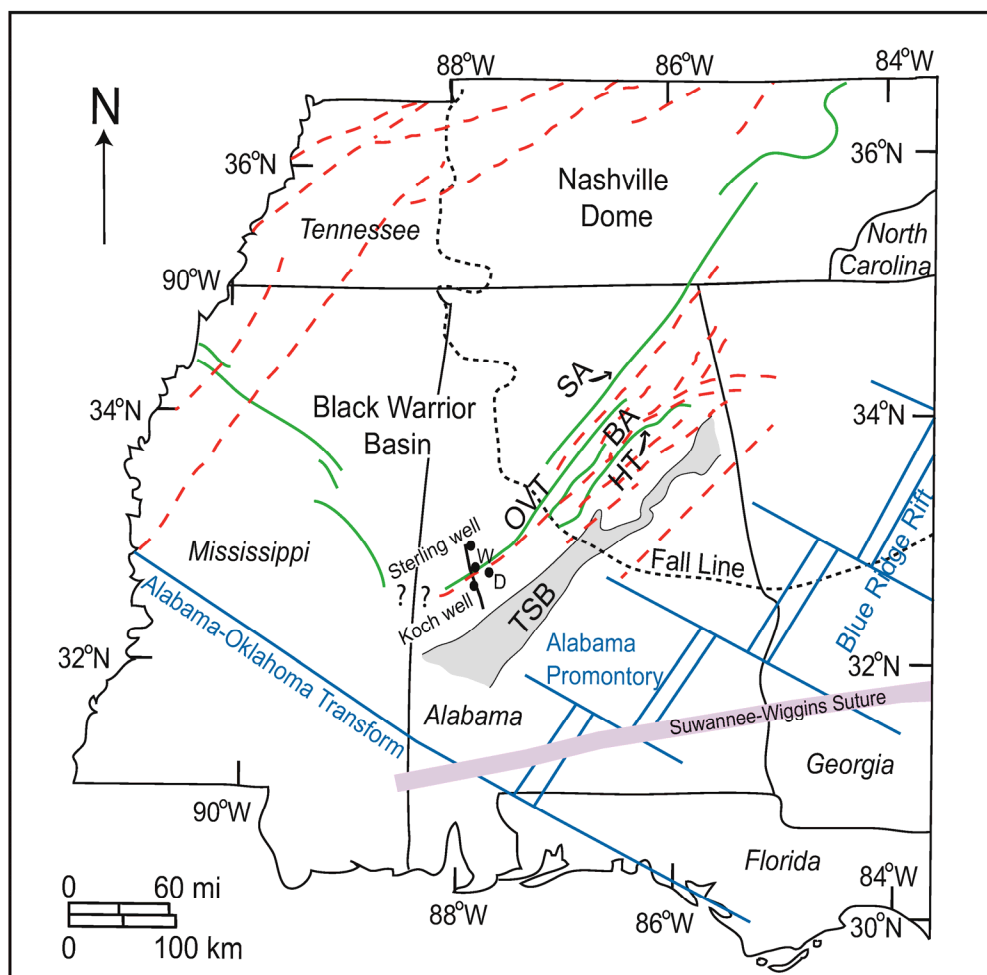 88°W
86°W
84°W
N
36°N
36°N
Nashville
Dome
Tennessee
North
Carolina
90°W
SA
34°N
34°N
Black Warrior
Basin
BA
HT
OVT
Mississippi
Sterling well
W
D
Koch well
? ?
Fall Line
Blue Ridge Rift
TSB
Alabama-Oklahoma Transform
32°N
32°N
Alabama
Promontory
Alabama
Suwannee-Wiggins Suture
Georgia
90°W
Florida
0 60 mi
0 100 km
88°W
86°W
84°W
30°N